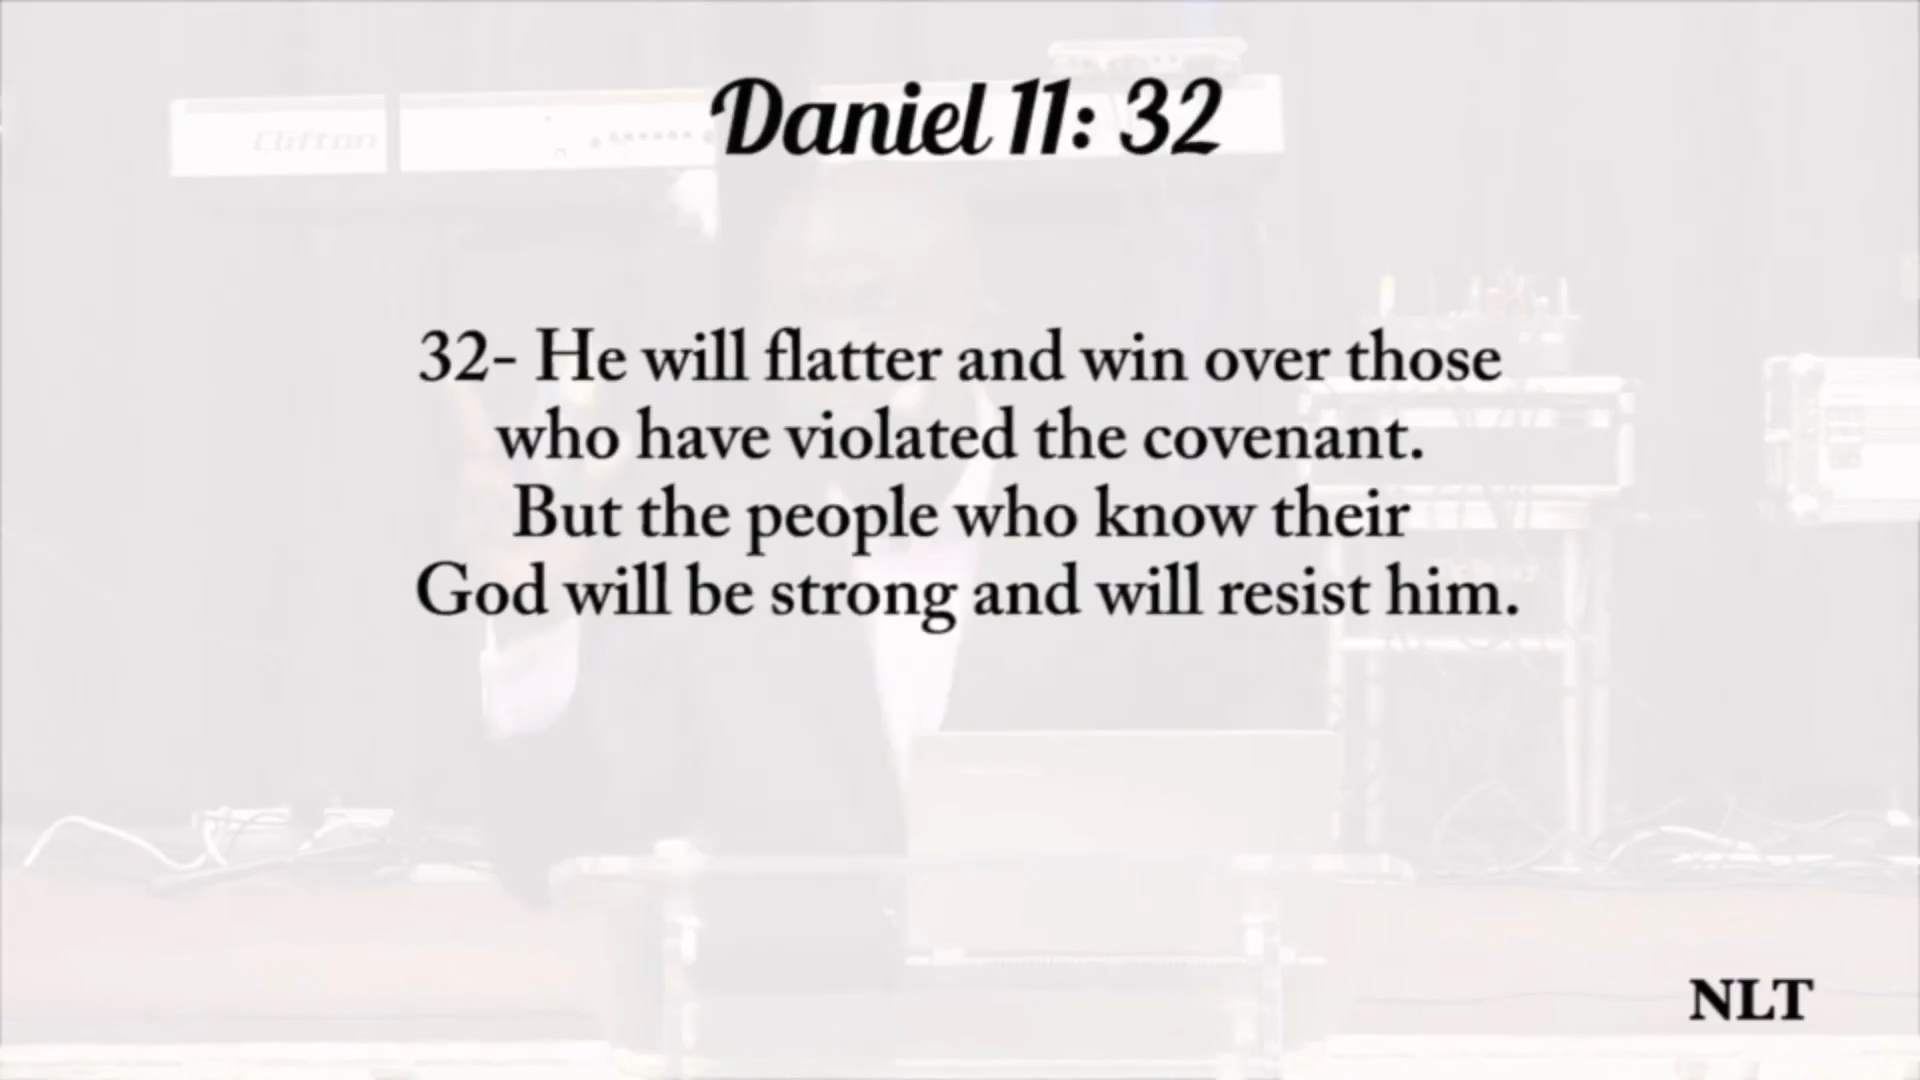 Clifton
Daniel 11: 32
32- He will flatter and win over those
who have violated the covenant.
But the people who know their
God will be strong and will resist him.
NLT